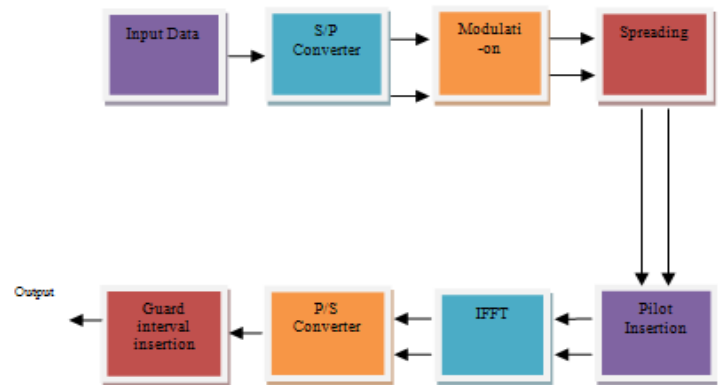 Input Data
S/P
Converter
Modulati
-on
Spreading
Output
Guard
interval
insertion
P/S
Converter
IFFT
Pilot
Insertion